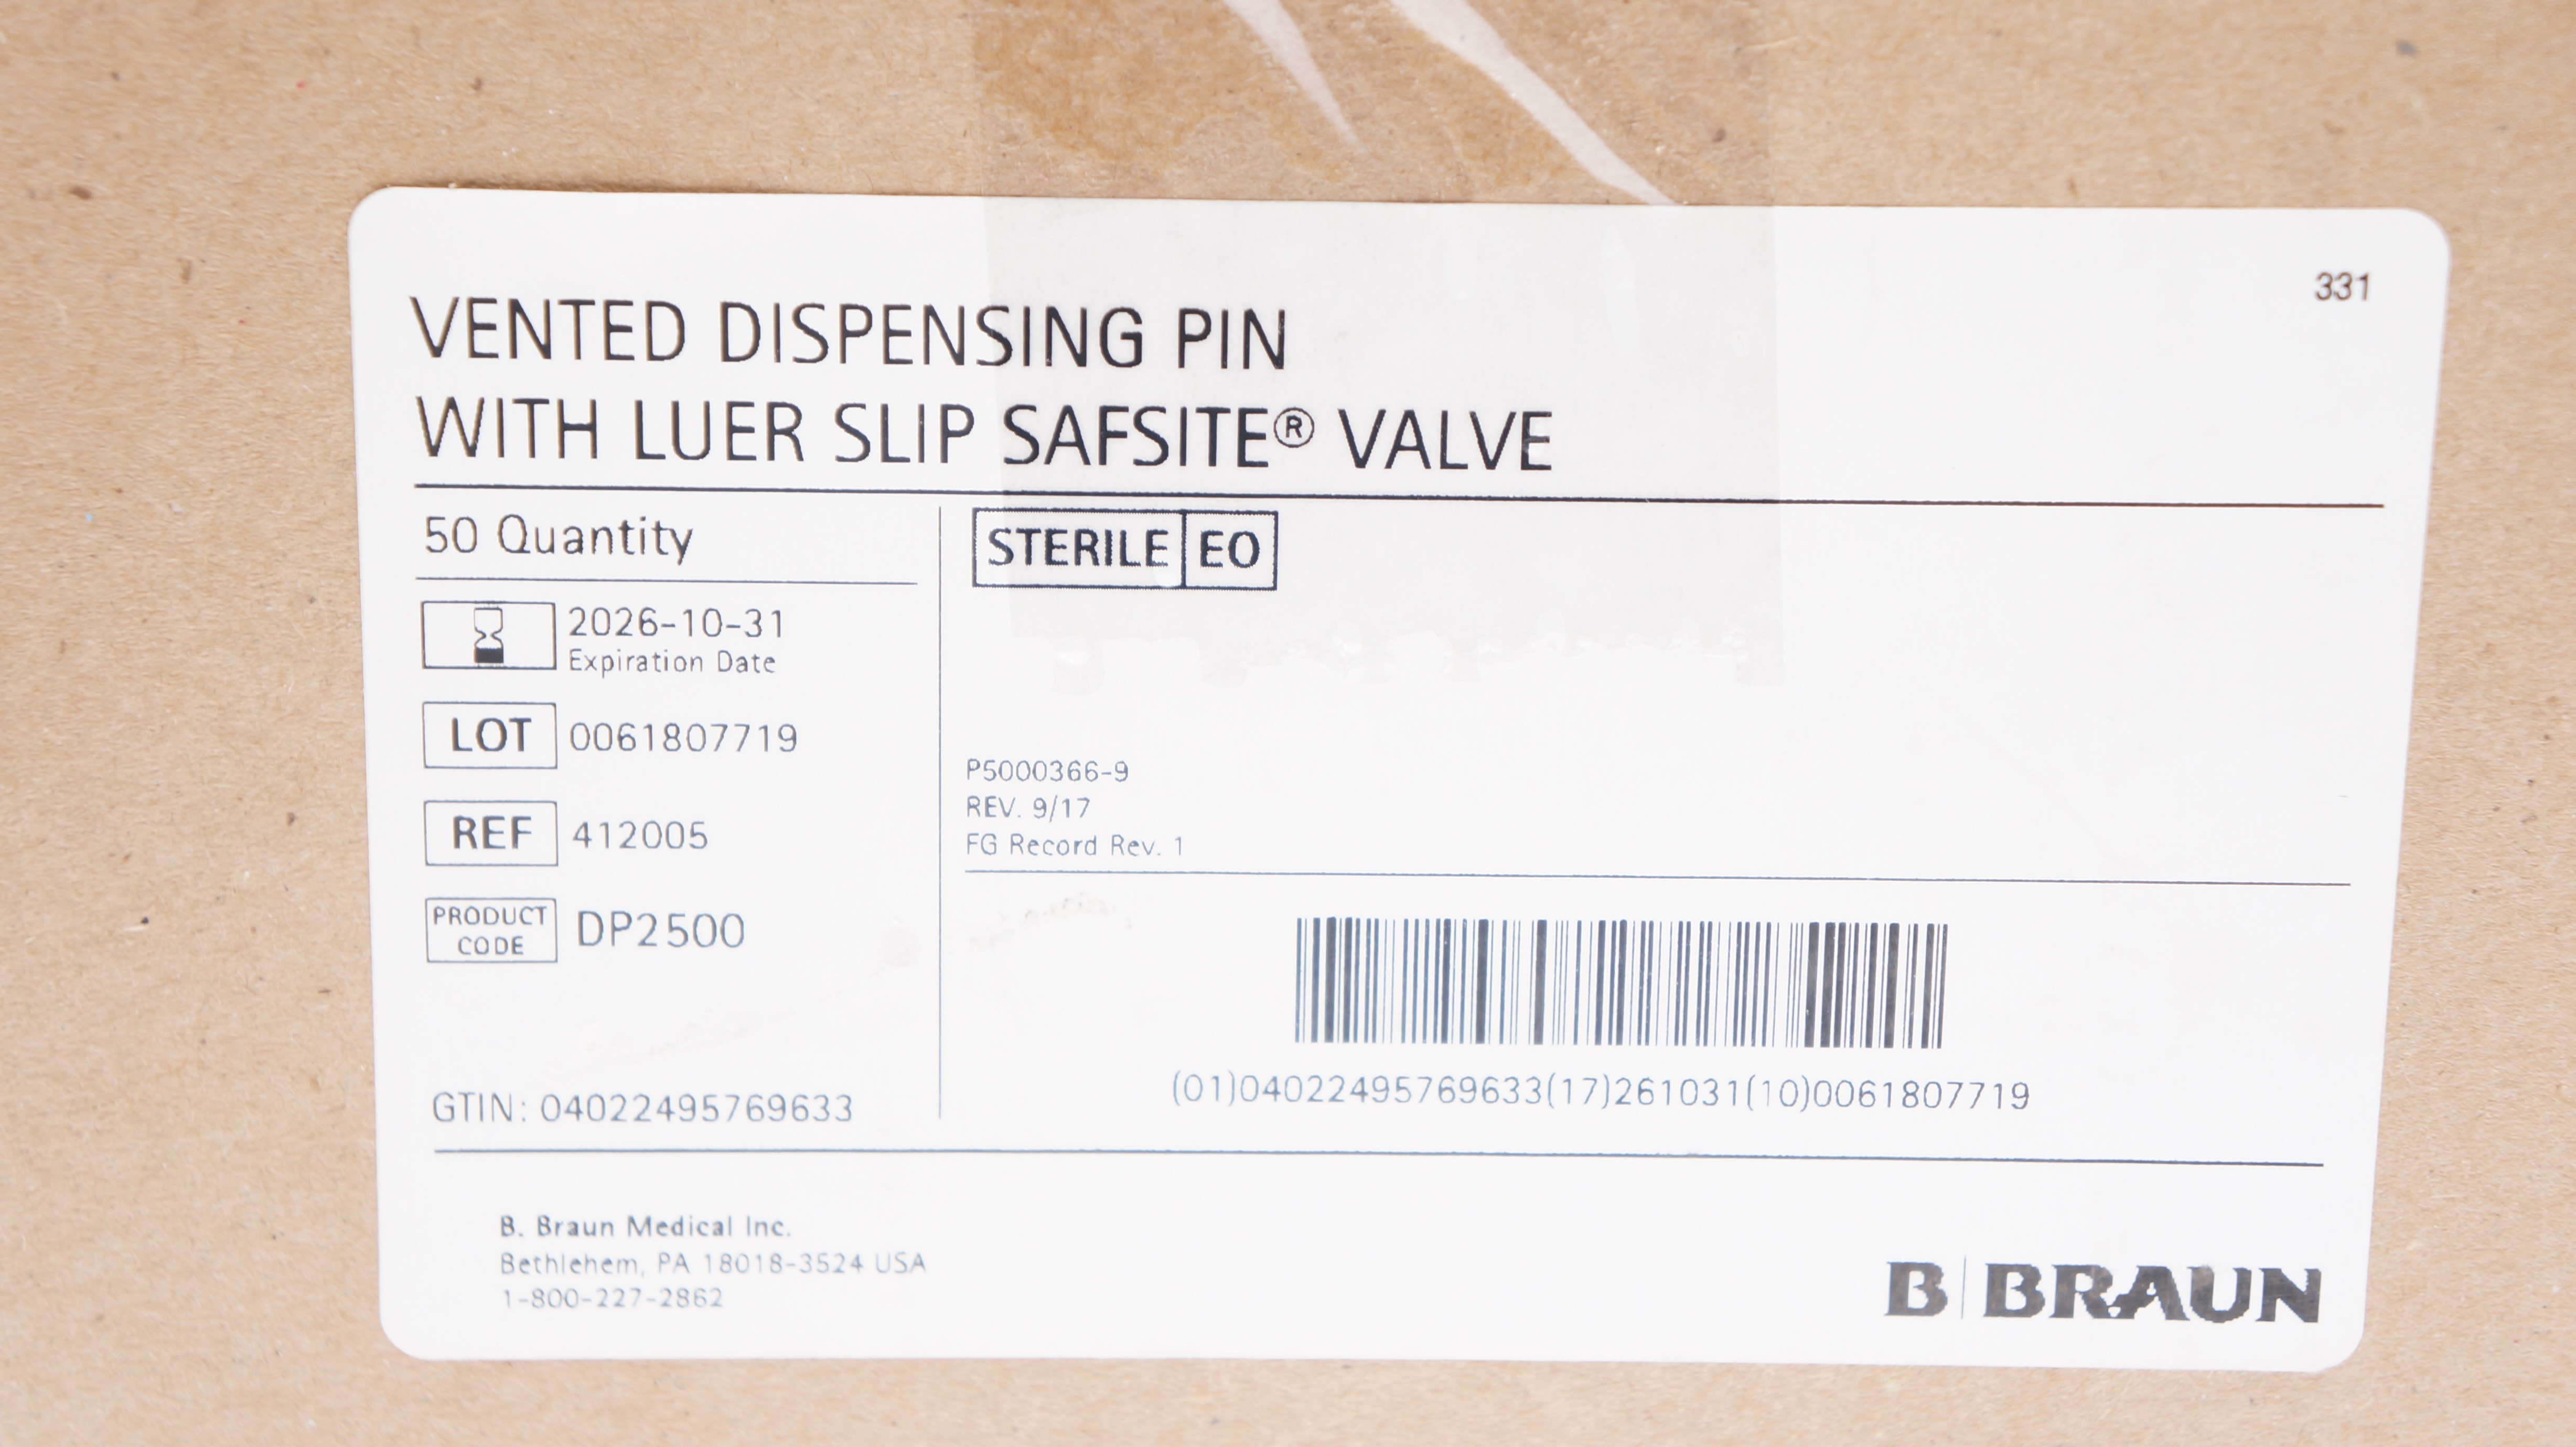 331
VENTED DISPENSING PIN
WITH LUER SLIP SAFSITE® VALVE
50 Quantity
STERILE EO
2026-10-31
Expiration Date
LOT 0061807719
REF 412005
PRODUCT
CODE
DP2500
P5000366-9
REV. 9/17
FG Record Rev. 1
GTIN: 04022495769633
(01)04022495769633(17)261031(10)0061807719
B. Braun Medical Inc.
Bethlehem, PA 18018-3524 USA
1-800-227-2862
B|BRAUN